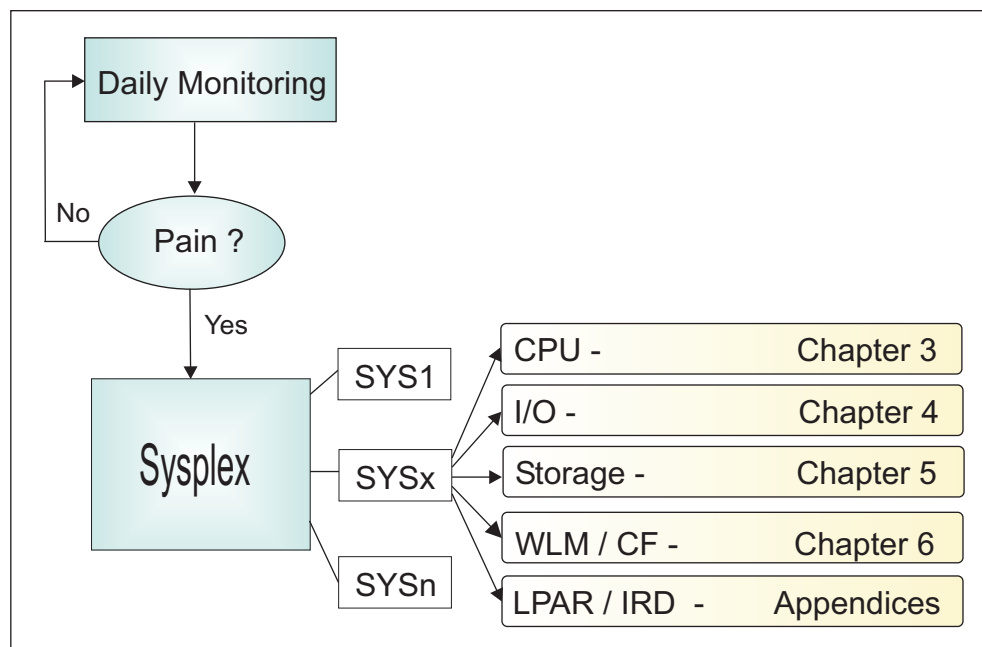 Daily Monitoring
No
Pain ?
Yes
Sysplex
SYS1
SYSx
SYSn
CPU - Chapter 3
I/O - Chapter 4
Storage - Chapter 5
WLM / CF - Chapter 6
LPAR / IRD - Appendices